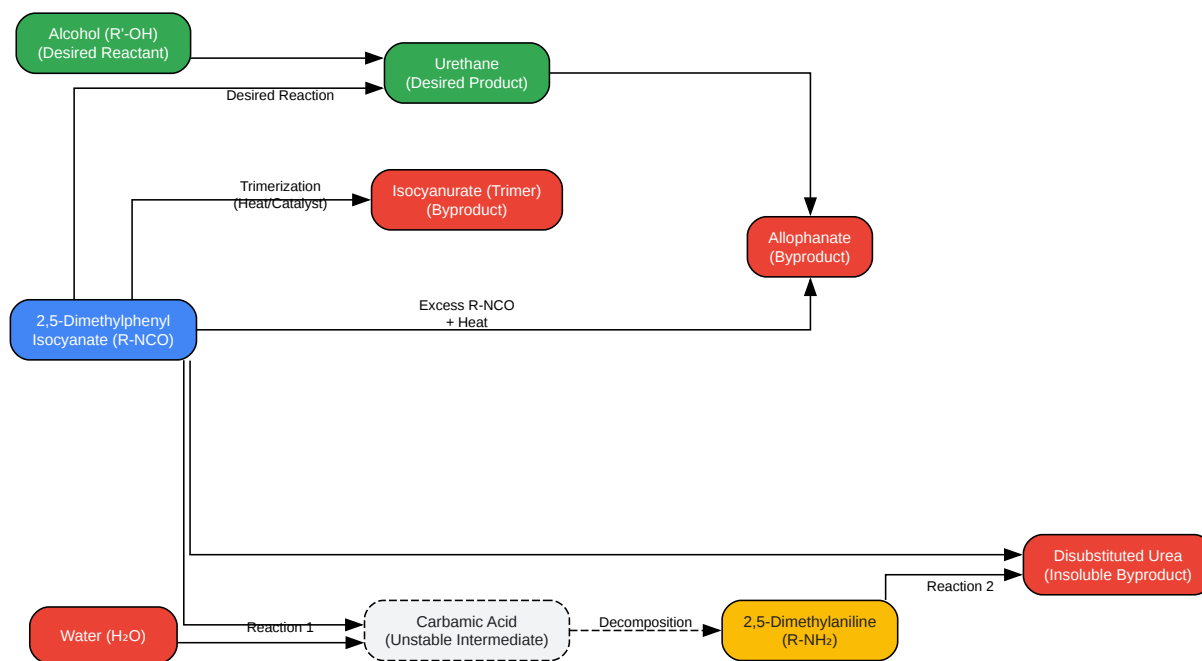 Alcohol (R'-OH)
(Desired Reactant)
Urethane
(Desired Product)
Desired Reaction
Trimerization
(Heat/Catalyst)
Isocyanurate (Trimer)
(Byproduct)
Allophanate
(Byproduct)
Excess R-NCO
+ Heat
2,5-Dimethylphenyl
Isocyanate (R-NCO)
Disubstituted Urea
(Insoluble Byproduct)
Reaction 2
Water (H₂O)
Reaction 1
Carbamic Acid
(Unstable Intermediate)
Decomposition
2,5-Dimethylaniline
(R-NH₂)